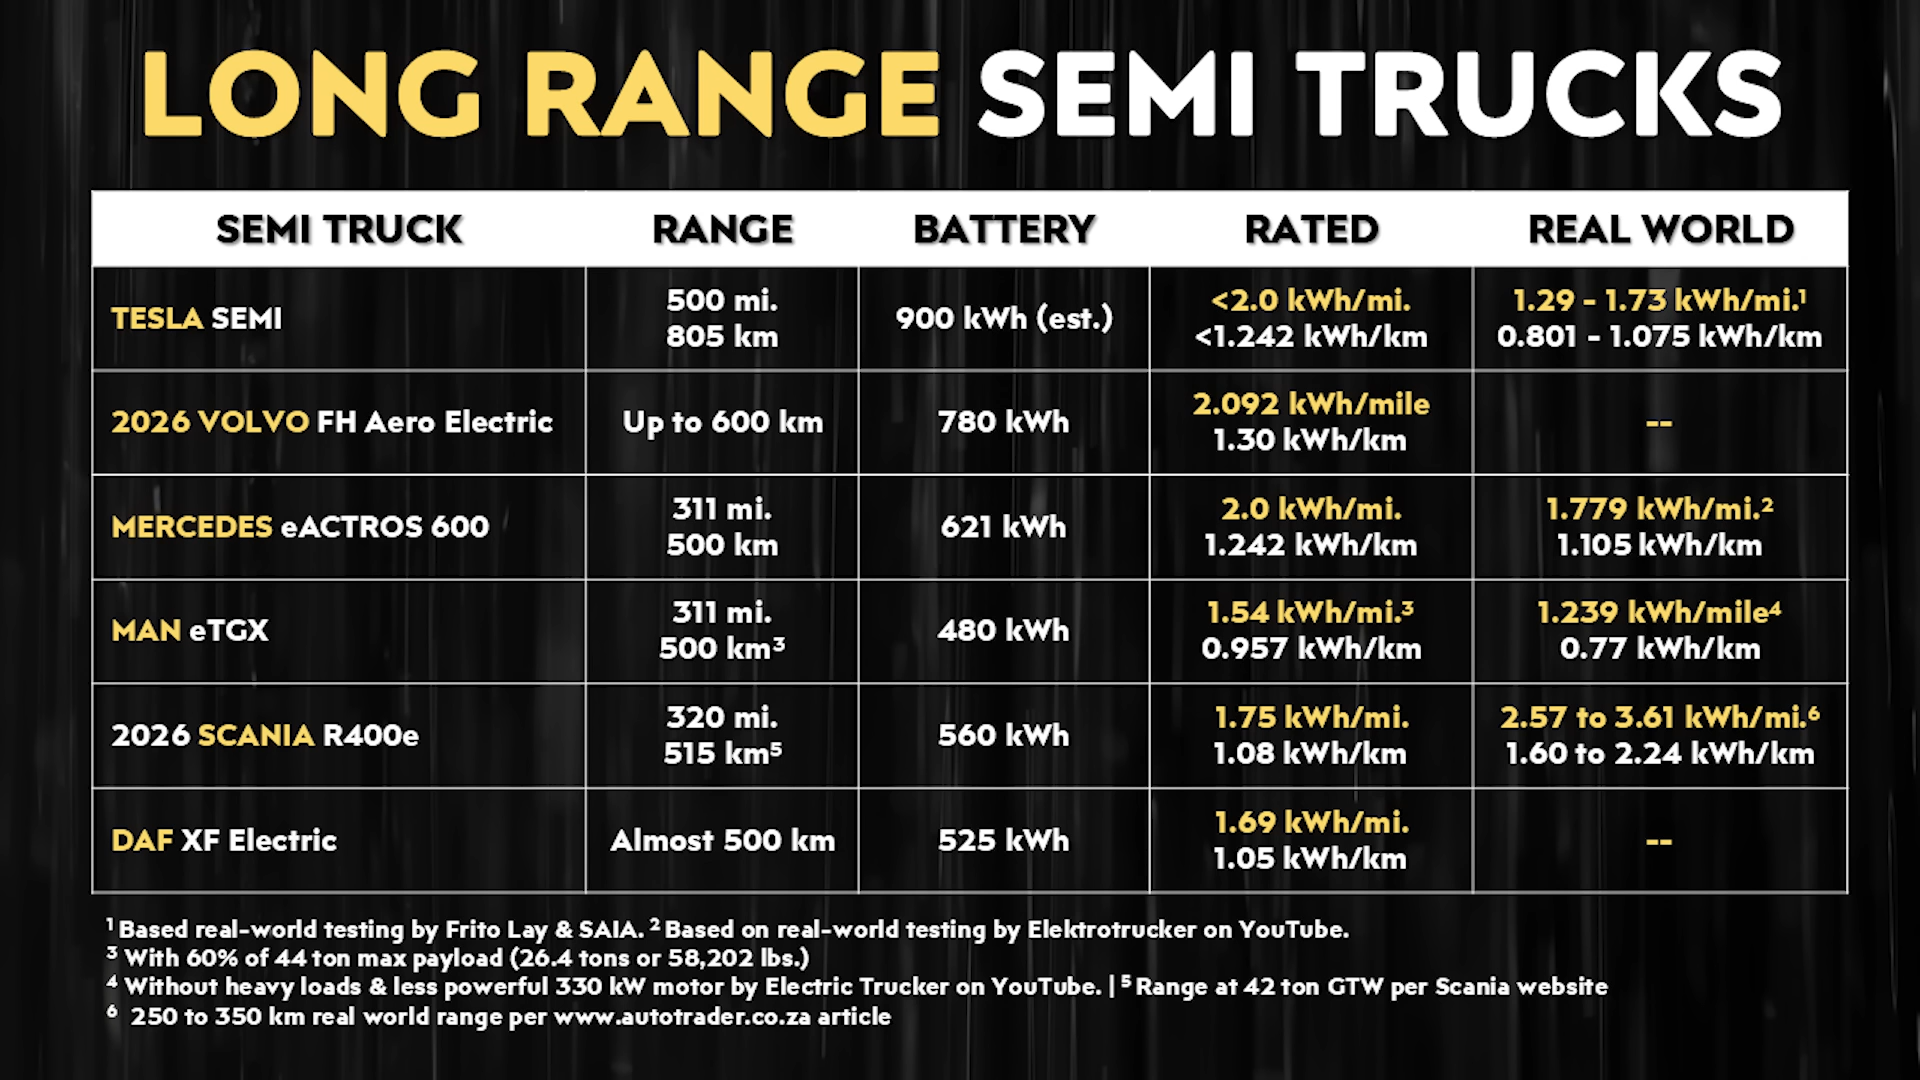 LONG RANGE SEMI TRUCKS
SEMI TRUCK RANGE BATTERY RATED REAL WORLD
TESLA SEMI
500 mi.
805 km
900 kWh (est.)
<2.0 kWh/mi.
<1.242 kWh/km
1.29 - 1.73 kWh/mi.¹
0.801 - 1.075 kWh/km
2026 VOLVO FH Aero Electric
Up to 600 km
780 kWh
2.092 kWh/mile
1.30 kWh/km
--
MERCEDES eACTROS 600
311 mi.
500 km
621 kWh
2.0 kWh/mi.
1.242 kWh/km
1.779 kWh/mi.²
1.105 kWh/km
MAN eTGX
311 mi.
500 km³
480 kWh
1.54 kWh/mi.³
0.957 kWh/km
1.239 kWh/mile⁴
0.77 kWh/km
2026 SCANIA R400e
320 mi.
515 km⁵
560 kWh
1.75 kWh/mi.
1.08 kWh/km
2.57 to 3.61 kWh/mi.⁶
1.60 to 2.24 kWh/km
DAF XF Electric
Almost 500 km
525 kWh
1.69 kWh/mi.
1.05 kWh/km
--
¹ Based real-world testing by Frito Lay & SAIA. ² Based on real-world testing by Elektrotrucker on YouTube.
³ With 60% of 44 ton max payload (26.4 tons or 58,202 lbs.)
⁴ Without heavy loads & less powerful 330 kW motor by Electric Trucker on YouTube. | ⁵ Range at 42 ton GTW per Scania website
⁶ 250 to 350 km real world range per www.autotrader.co.za article